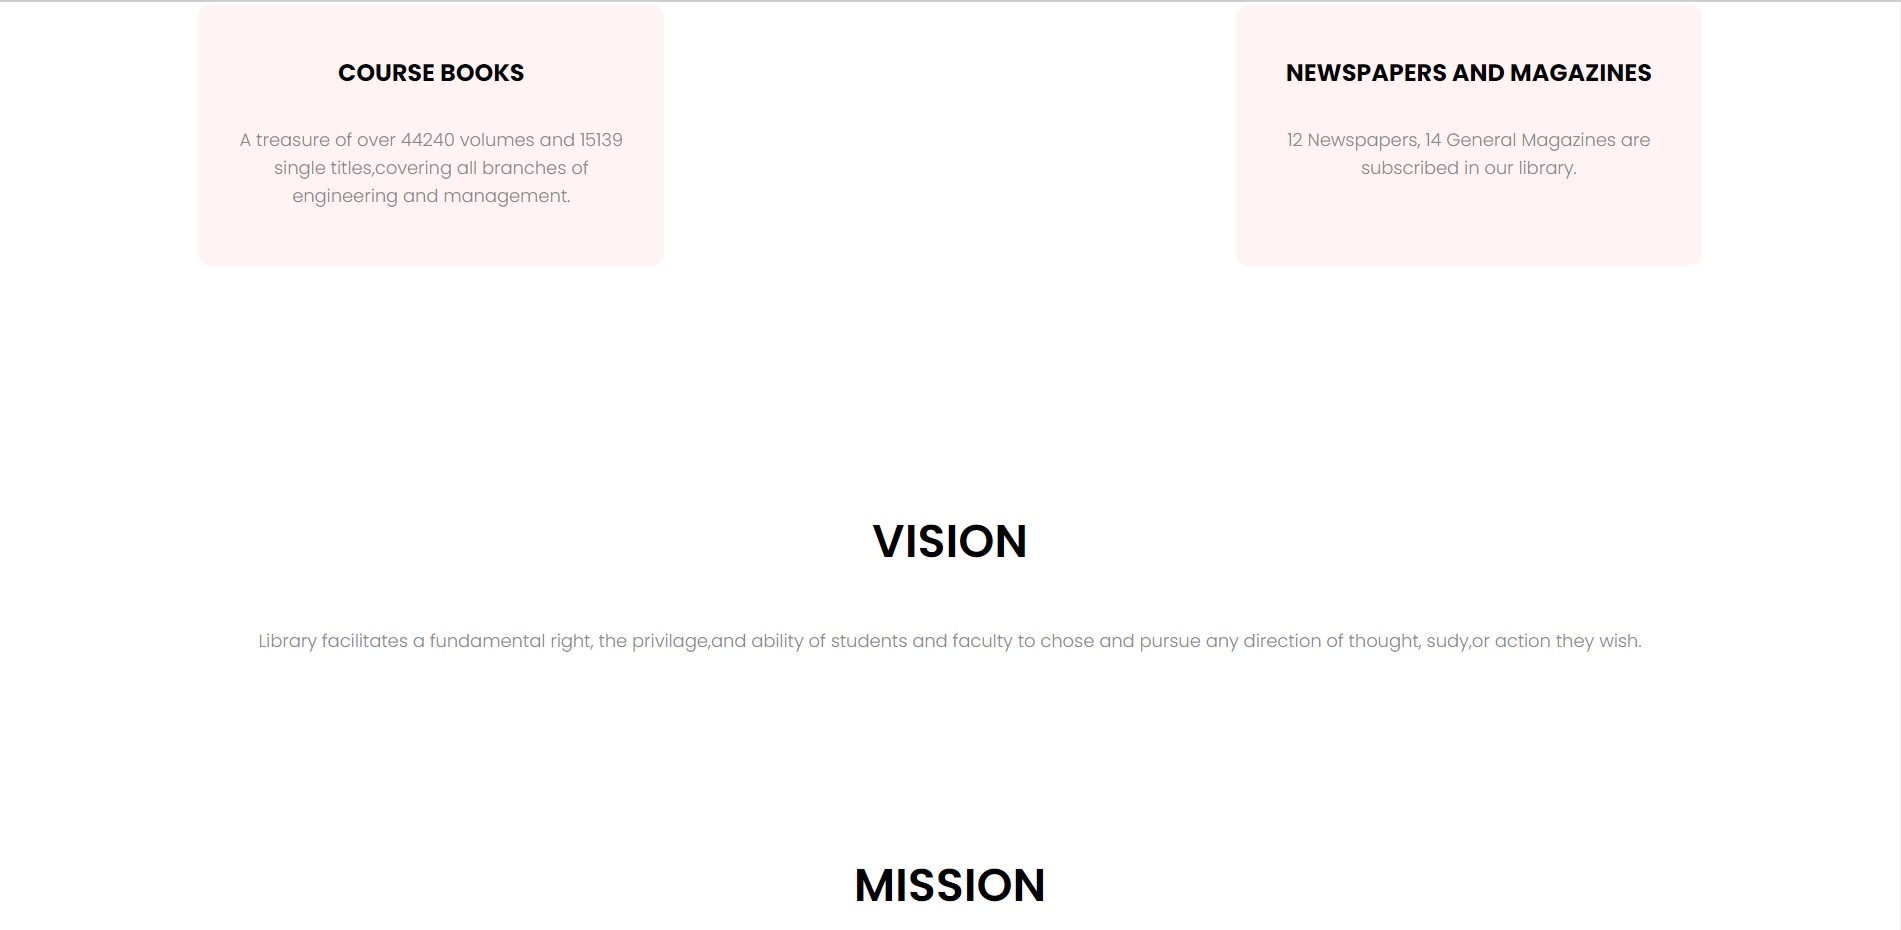 COURSE BOOKS
A treasure of over 44240 volumes and 15139
single titles,covering all branches of
engineering and management.
NEWSPAPERS AND MAGAZINES
12 Newspapers, 14 General Magazines are
subscribed in our library.
VISION
Library facilitates a fundamental right, the privilage,and ability of students and faculty to chose and pursue any direction of thought, sudy,or action they wish.
MISSION